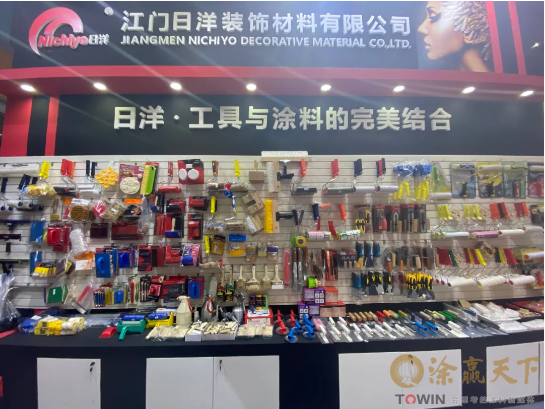 江门日洋装饰材料有限公司
Nichiyo日洋 JIANGMEN NICHIYO DECORATIVE MATERIAL CO.,LTD.
日洋·工具与涂料的完美结合
涂赢天下
TOWIN